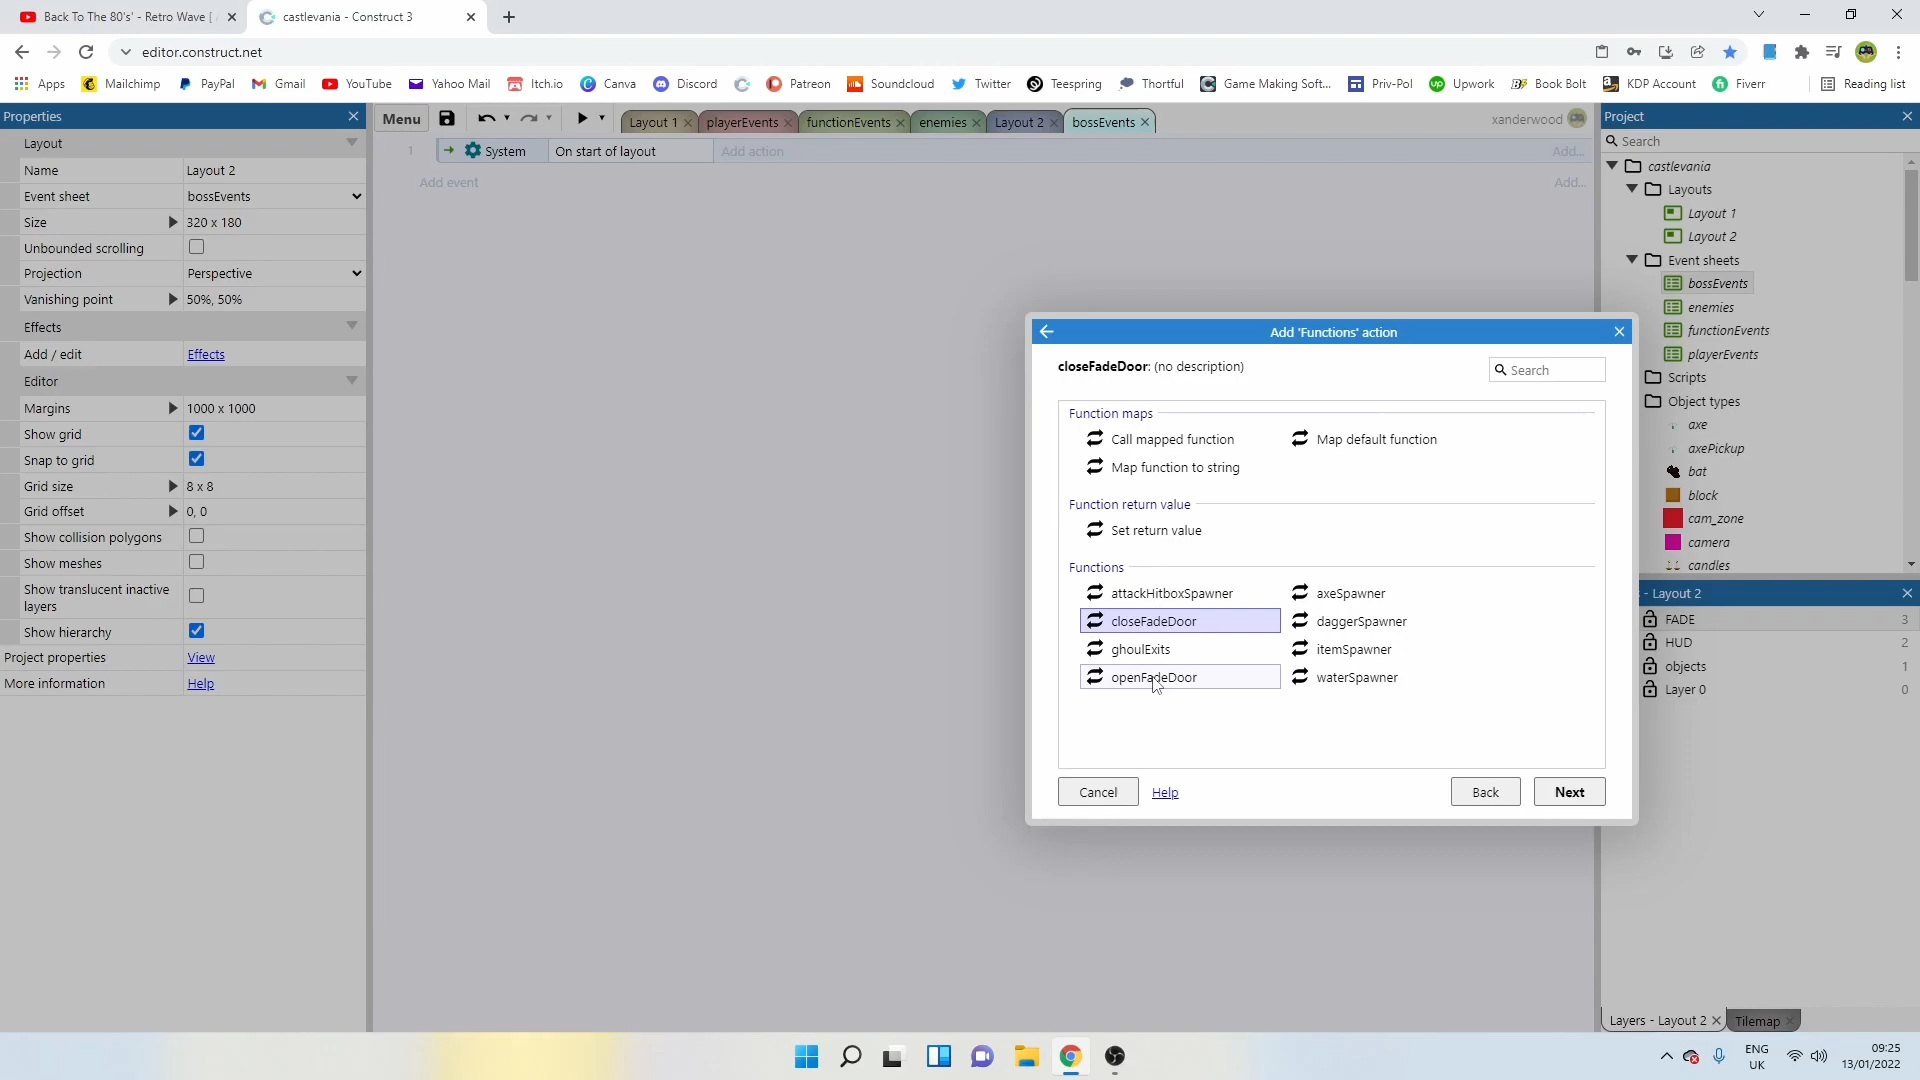 Back To The 80's' - Retro Wave [
castlevania - Construct 3
editor.construct.net
Apps
Mailchimp
PayPal
Gmail
YouTube
Yahoo Mail
Itch.io
Canva
Discord
Patreon
Soundcloud
Twitter
Teespring
Thortful
Game Making Soft...
Priv-Pol
Upwork
Book Bolt
KDP Account
Fiverr
Reading list
Properties
Menu
Layout 1
playerEvents
functionEvents
enemies
Layout 2
bossEvents
xanderwood
Project
Layout
Name
Layout 2
Event sheet
bossEvents
Size
320 x 180
Unbounded scrolling
Projection
Perspective
Vanishing point
50%, 50%
Effects
Add / edit
Effects
Editor
Margins
1000 x 1000
Show grid
Snap to grid
Grid size
8 x 8
Grid offset
0, 0
Show collision polygons
Show meshes
Show translucent inactive
layers
Show hierarchy
Project properties
View
More information
Help
1
System
On start of layout
Add action
Add...
Add event
Add...
Add 'Functions' action
closeFadeDoor: (no description)
Search
Function maps
Call mapped function
Map default function
Map function to string
Function return value
Set return value
Functions
attackHitboxSpawner
axeSpawner
closeFadeDoor
daggerSpawner
ghoulExits
itemSpawner
openFadeDoor
waterSpawner
Cancel
Help
Back
Next
Search
castlevania
Layouts
Layout 1
Layout 2
Event sheets
bossEvents
enemies
functionEvents
playerEvents
Scripts
Object types
axe
axePickup
bat
block
cam_zone
camera
candles
- Layout 2
FADE
3
HUD
2
objects
1
Layer 0
0
Layers - Layout 2
Tilemap
ENG
UK
09:25
13/01/2022